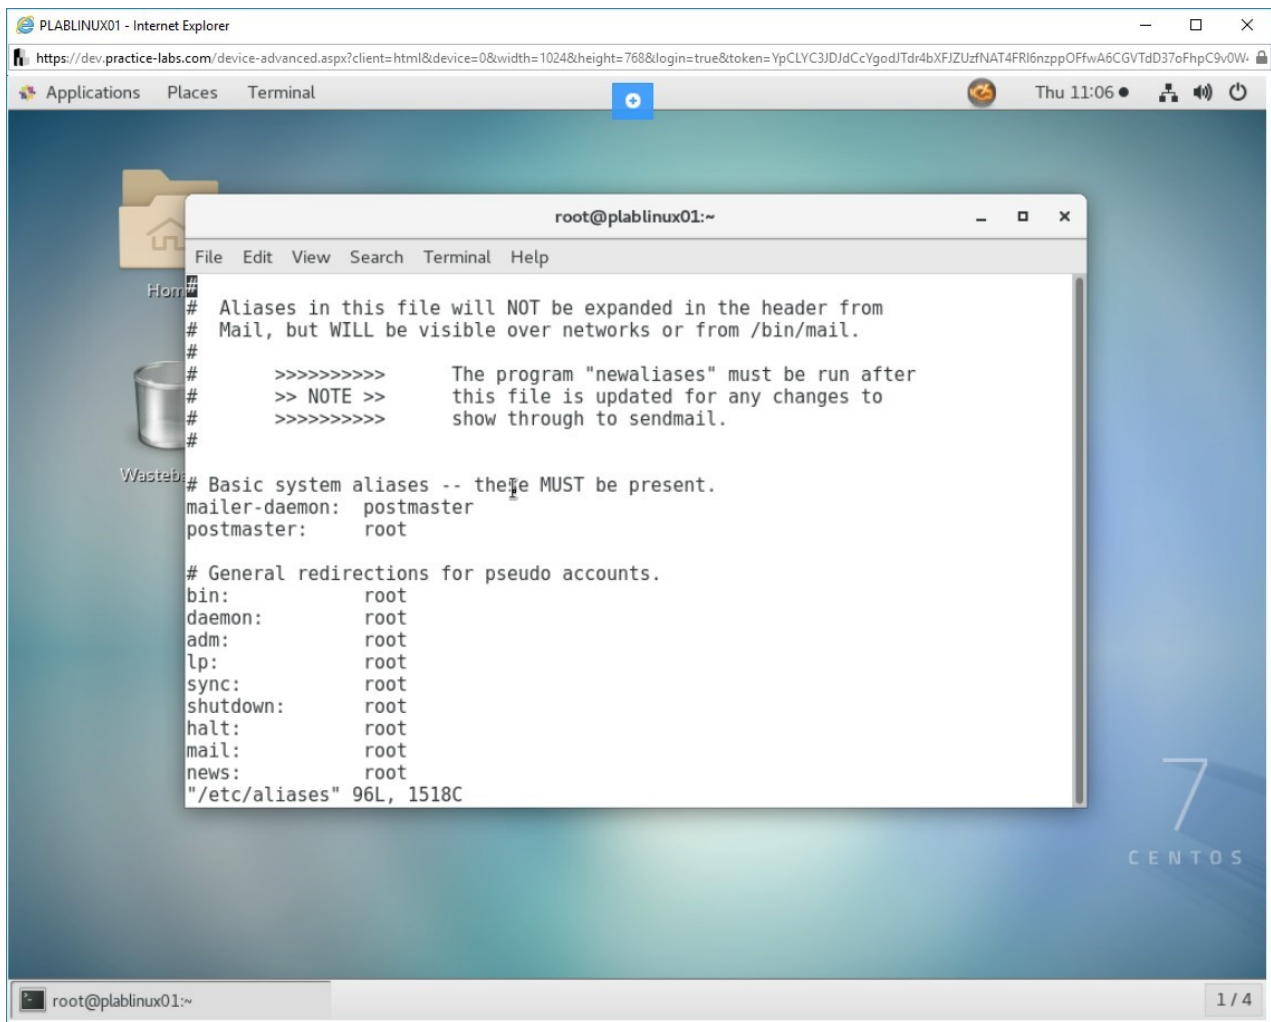 PLABLINUX01 - Internet Explorer
https://dev.practice-labs.com/device-advanced.aspx?client=html&device=0&width=1024&height=768&login=true&token=
Applications Places Terminal Thu 11:06
Home
Wasteb
root@plablinux01:~
File Edit View Search Terminal Help
#
# Aliases in this file will NOT be expanded in the header from
# Mail, but WILL be visible over networks or from /bin/mail.
#
# >>>>>>>>>> The program "newaliases" must be run after
# >> NOTE >> this file is updated for any changes to
# >>>>>>>>>> show through to sendmail.
#
# Basic system aliases -- these MUST be present.
mailer-daemon: postmaster
postmaster: root
# General redirections for pseudo accounts.
bin: root
daemon: root
adm: root
lp: root
sync: root
shutdown: root
halt: root
mail: root
news: root
"/etc/aliases" 96L, 1518C
7
CENTOS
root@plablinux01:~
1 / 4